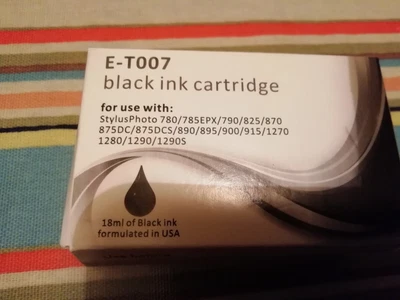 E-T007
black ink cartridge
for use with:
StylusPhoto 780/785EPX/790/825/870
875DC/875DCS/890/895/900/915/1270
1280/1290/1290S
18ml of Black ink
formulated in USA